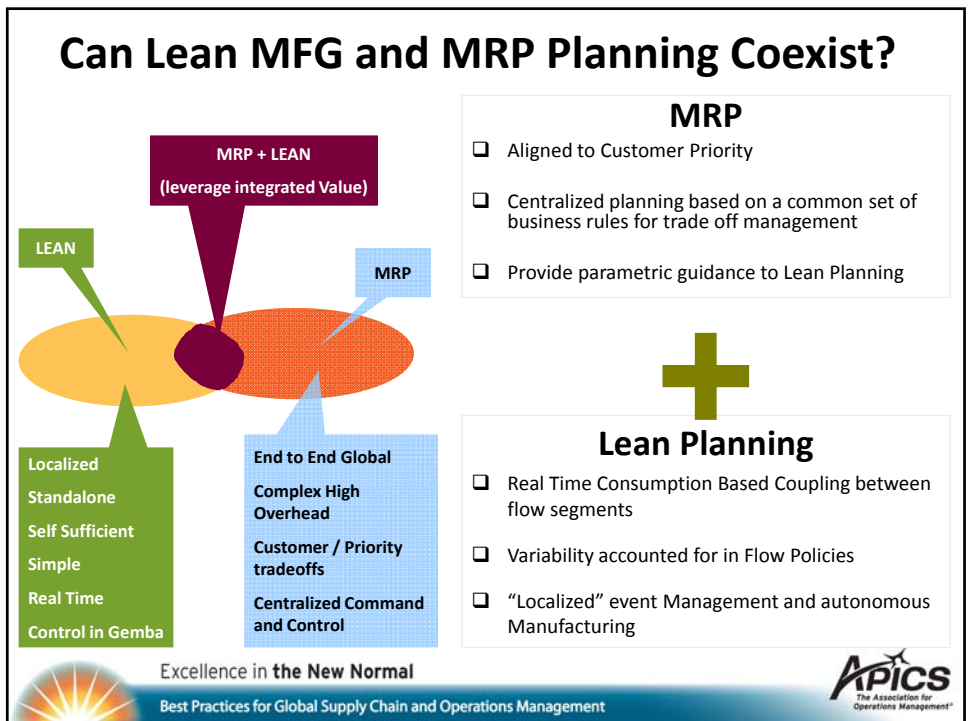 Can Lean MFG and MRP Planning Coexist?
MRP + LEAN
(leverage integrated Value)
LEAN
MRP
Localized
Standalone
Self Sufficient
Simple
Real Time
Control in Gemba
End to End Global
Complex High
Overhead
Customer / Priority
tradeoffs
Centralized Command
and Control
MRP
❑ Aligned to Customer Priority
❑ Centralized planning based on a common set of
business rules for trade off management
❑ Provide parametric guidance to Lean Planning
Lean Planning
❑ Real Time Consumption Based Coupling between
flow segments
❑ Variability accounted for in Flow Policies
❑ “Localized” event Management and autonomous
Manufacturing
Excellence in the New Normal
Best Practices for Global Supply Chain and Operations Management
APICS
The Association for
Operations Management®